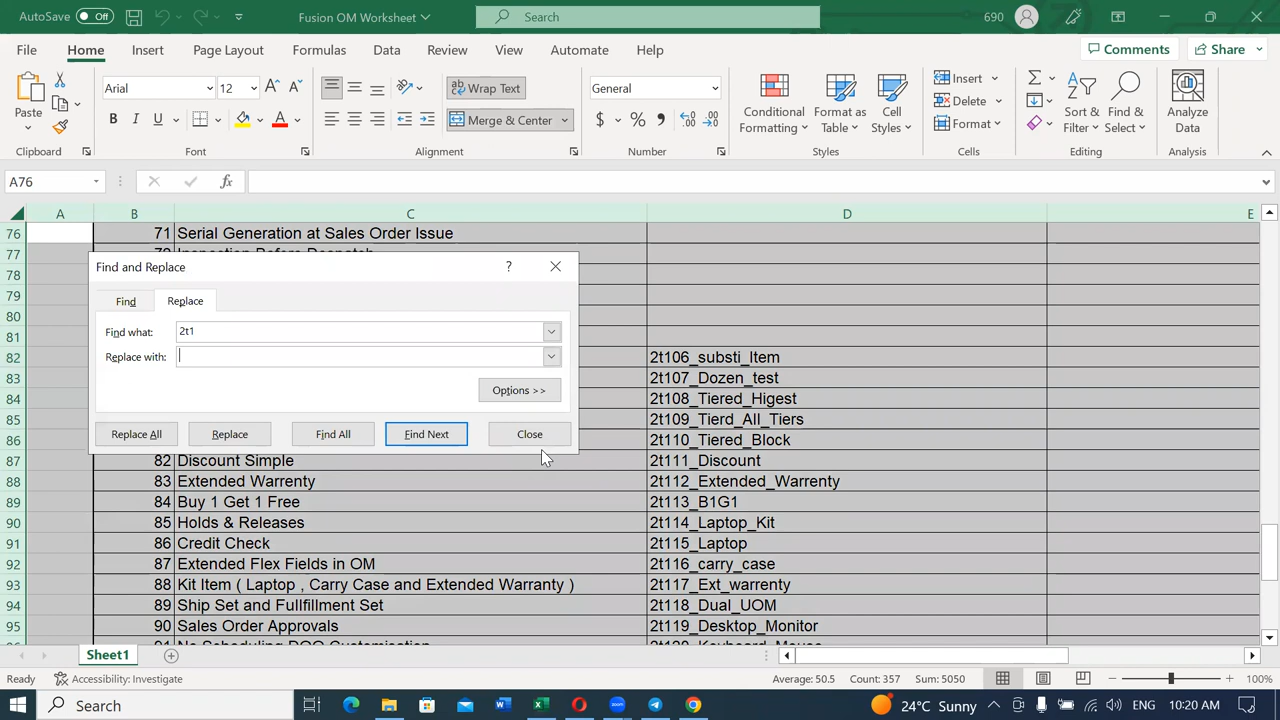 AutoSave Off Fusion OM Worksheet Search 690
File Home Insert Page Layout Formulas Data Review View Automate Help Comments Share
Paste Arial 12 Wrap Text General Conditional Formatting Format as Table Cell Styles Insert Sort & Filter Find & Select Analyze Data
B I U A Merge & Center $ % Delete
Format
Clipboard Font Alignment Number Styles Cells Editing Analysis
A76 fx
A B C D E
76 71 Serial Generation at Sales Order Issue
77
78
79
80
81
Find and Replace ?
Find Replace
Find what: 2t1
Replace with:
Options >>
Replace All Replace Find All Find Next Close
82 2t106_substi_Item
83 2t107_Dozen_test
84 2t108_Tiered_Higest
85 2t109_Tierd_All_Tiers
86 2t110_Tiered_Block
87 82 Discount Simple 2t111_Discount
88 83 Extended Warrenty 2t112_Extended_Warrenty
89 84 Buy 1 Get 1 Free 2t113_B1G1
90 85 Holds & Releases 2t114_Laptop_Kit
91 86 Credit Check 2t115_Laptop
92 87 Extended Flex Fields in OM 2t116_carry_case
93 88 Kit Item ( Laptop , Carry Case and Extended Warranty ) 2t117_Ext_warrenty
94 89 Ship Set and Fullfillment Set 2t118_Dual_UOM
95 90 Sales Order Approvals 2t119_Desktop_Monitor
Sheet1
Ready Accessibility: Investigate Average: 50.5 Count: 357 Sum: 5050 100%
Search 24°C Sunny ENG 10:20 AM